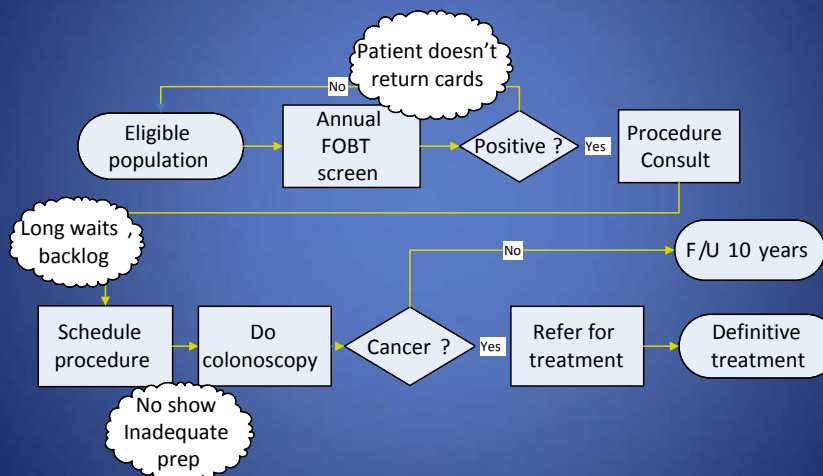 Patient doesn’t
return cards
No
Eligible
population
Annual
FOBT
screen
Positive ?
Yes
Procedure
Consult
Long waits ,
backlog
No
F/U 10 years
Schedule
procedure
Do
colonoscopy
Cancer ?
Yes
Refer for
treatment
Definitive
treatment
No show
Inadequate
prep